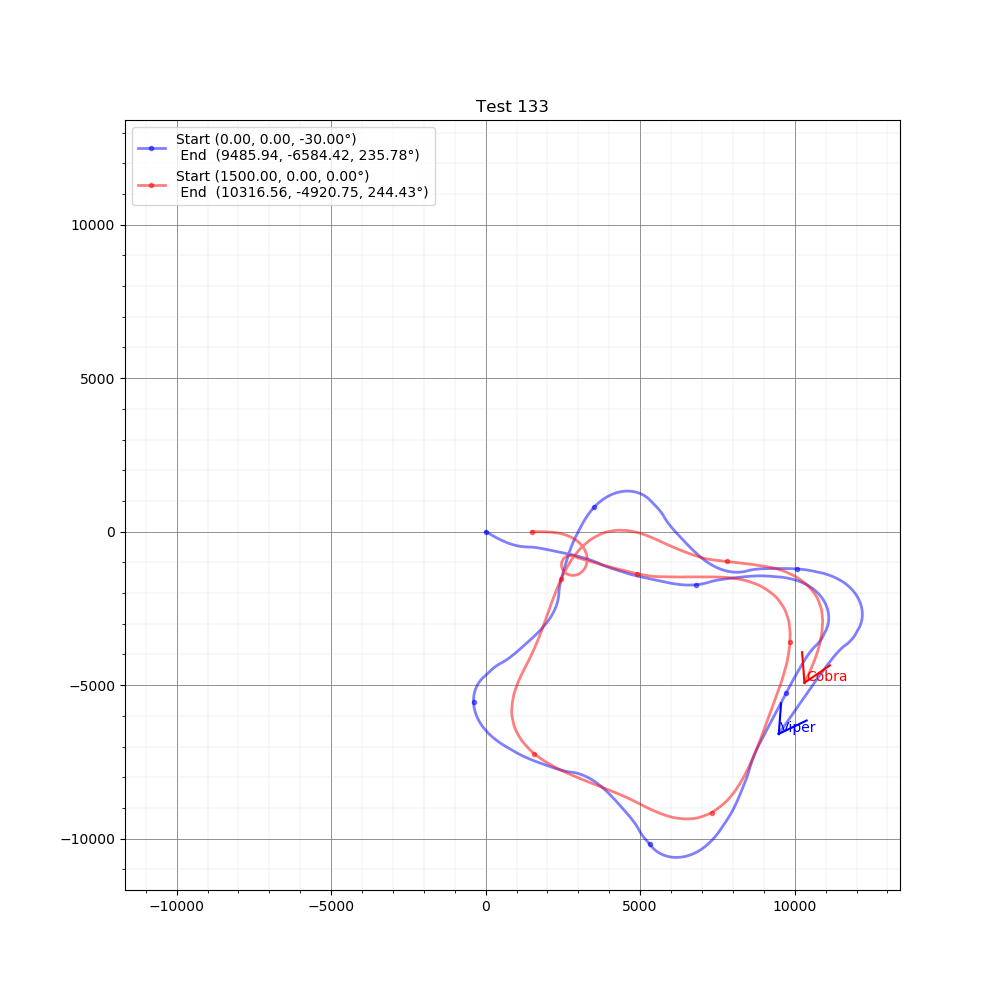 Test 133
Start (0.00, 0.00, -30.00°)
End  (9485.94, -6584.42, 235.78°)
Start (1500.00, 0.00, 0.00°)
End  (10316.56, -4920.75, 244.43°)
10000
5000
0
−5000
−10000
Cobra
Viper
−10000
−5000
0
5000
10000